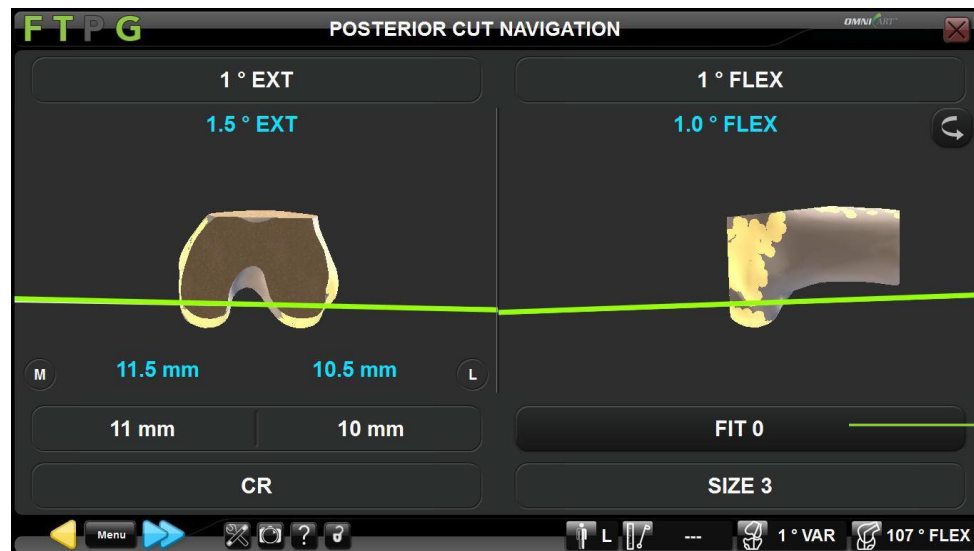 F T P G
POSTERIOR CUT NAVIGATION
OMNI ART™
1 ° EXT
1 ° FLEX
1.5 ° EXT
1.0 ° FLEX
M
11.5 mm
10.5 mm
L
11 mm
10 mm
FIT 0
CR
SIZE 3
Menu
?
L
---
1 ° VAR
107 ° FLEX